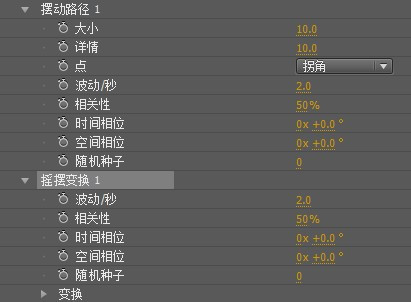 摆动路径 1
大小 10.0
详情 10.0
点 拐角
波动/秒 2.0
相关性 50%
时间相位 0x +0.0 °
空间相位 0x +0.0 °
随机种子 0
摇摆变换 1
波动/秒 2.0
相关性 50%
时间相位 0x +0.0 °
空间相位 0x +0.0 °
随机种子 0
变换